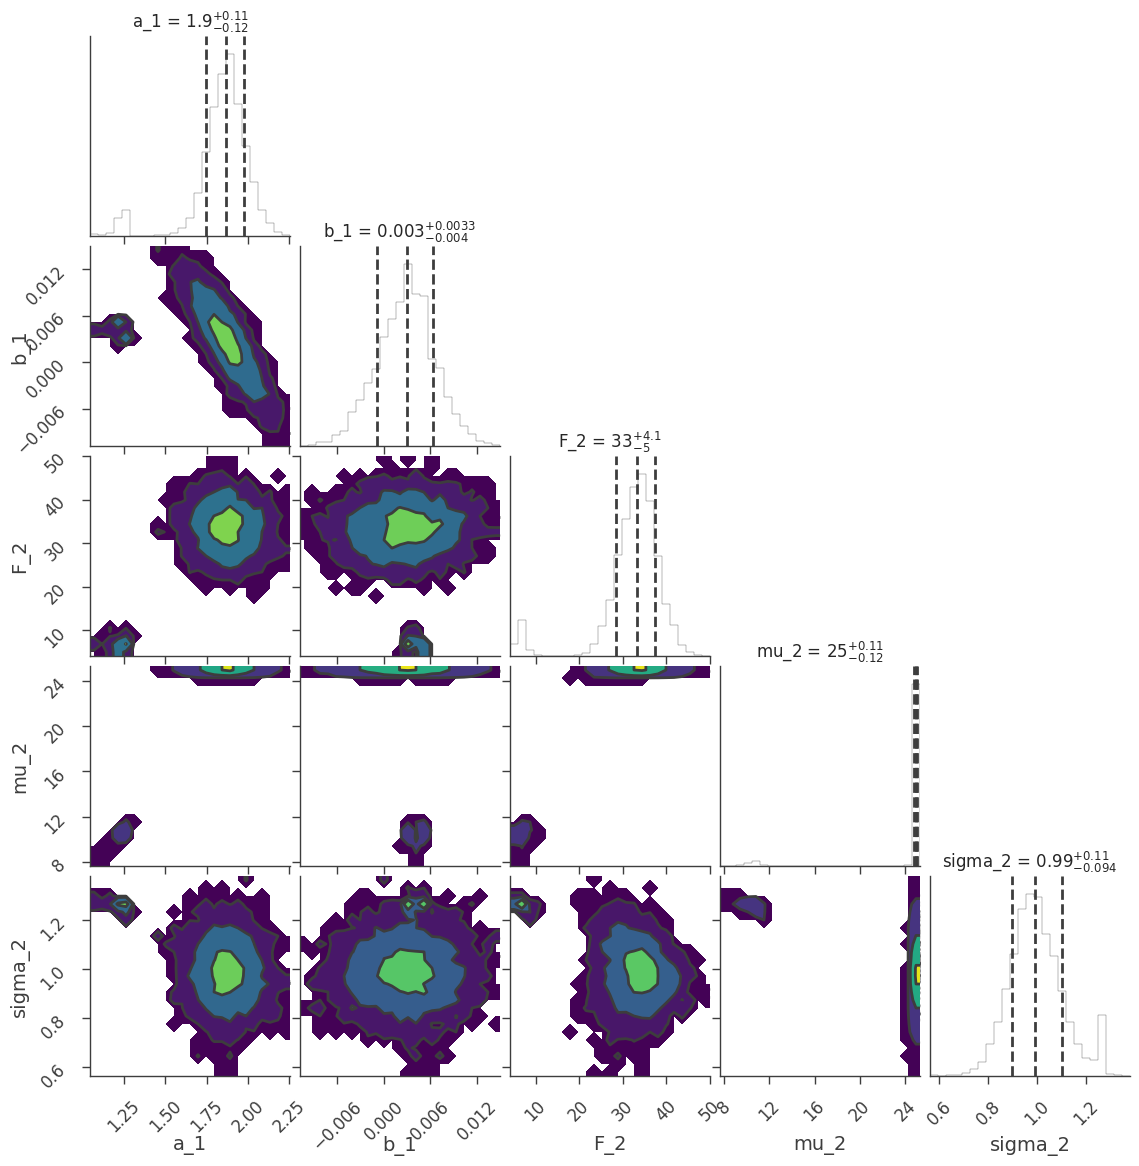 a_1 = 1.9+0.11 −0.12
b_1 = 0.003+0.0033 −0.004
0.012
0.006
0.000
−0.006
b_1
F_2 = 33+4.1 −5
50
40
30
20
10
F_2
mu_2 = 25+0.11 −0.12
24
20
16
12
8
mu_2
sigma_2 = 0.99+0.11 −0.094
1.2
1.0
0.8
0.6
sigma_2
1.25 1.50 1.75 2.00 2.25
−0.006 0.000 0.006 0.012
10 20 30 40 50
8 12 16 20 24
0.6 0.8 1.0 1.2
a_1 b_1 F_2 mu_2 sigma_2